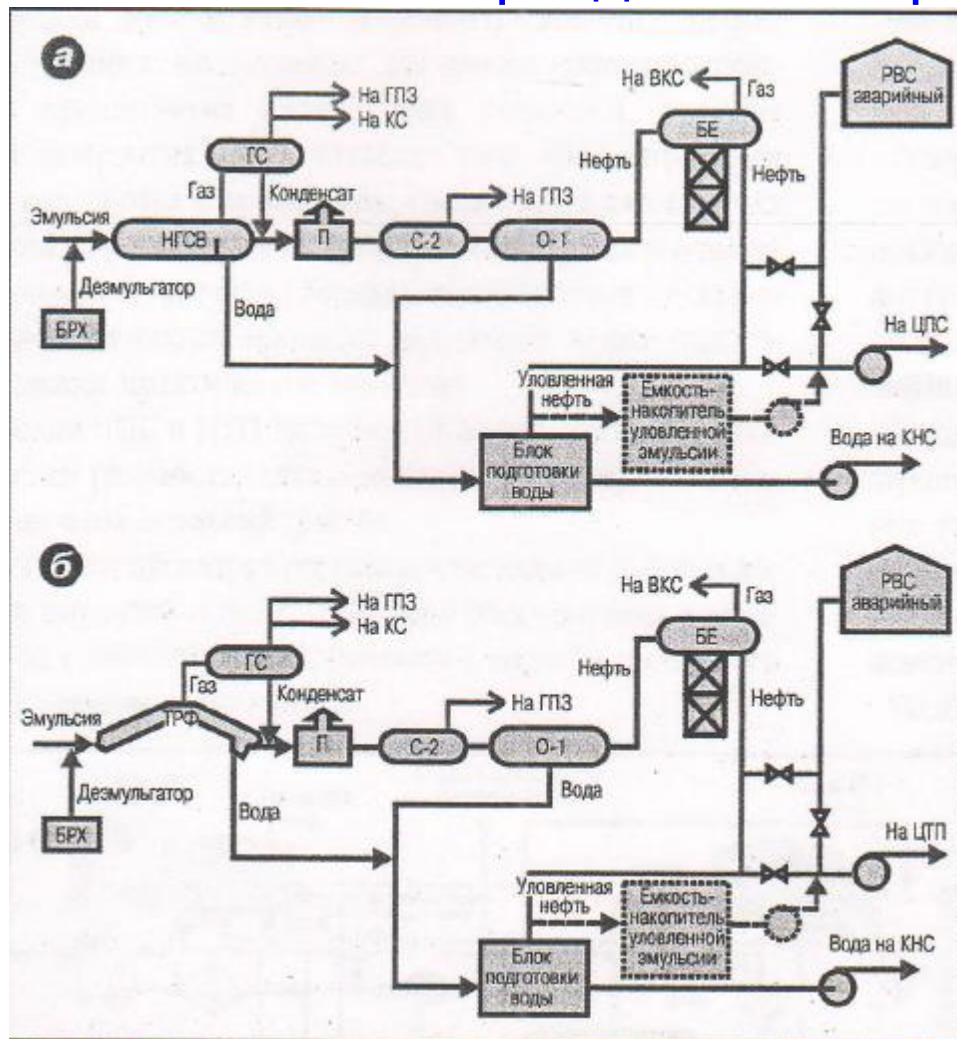 а
На ВКС
Газ
РВС
аварийный
На ГПЗ
На КС
ГС
БЕ
Газ
Конденсат
На ГПЗ
Нефть
Нефть
Эмульсия
НГСВ
П
С-2
О-1
Деэмульгатор
Вода
БРХ
На ЦПС
Уловленная
нефть
Емкость-
накопитель
уловленной
эмульсии
Блок
подготовки
воды
Вода на КНС
б
На ВКС
Газ
РВС
аварийный
На ГПЗ
На КС
ГС
БЕ
Газ
Конденсат
На ГПЗ
Нефть
Нефть
Эмульсия
ТРФ
П
С-2
О-1
Деэмульгатор
Вода
Вода
БРХ
На ЦТП
Уловленная
нефть
Емкость-
накопитель
уловленной
эмульсии
Блок
подготовки
воды
Вода на КНС